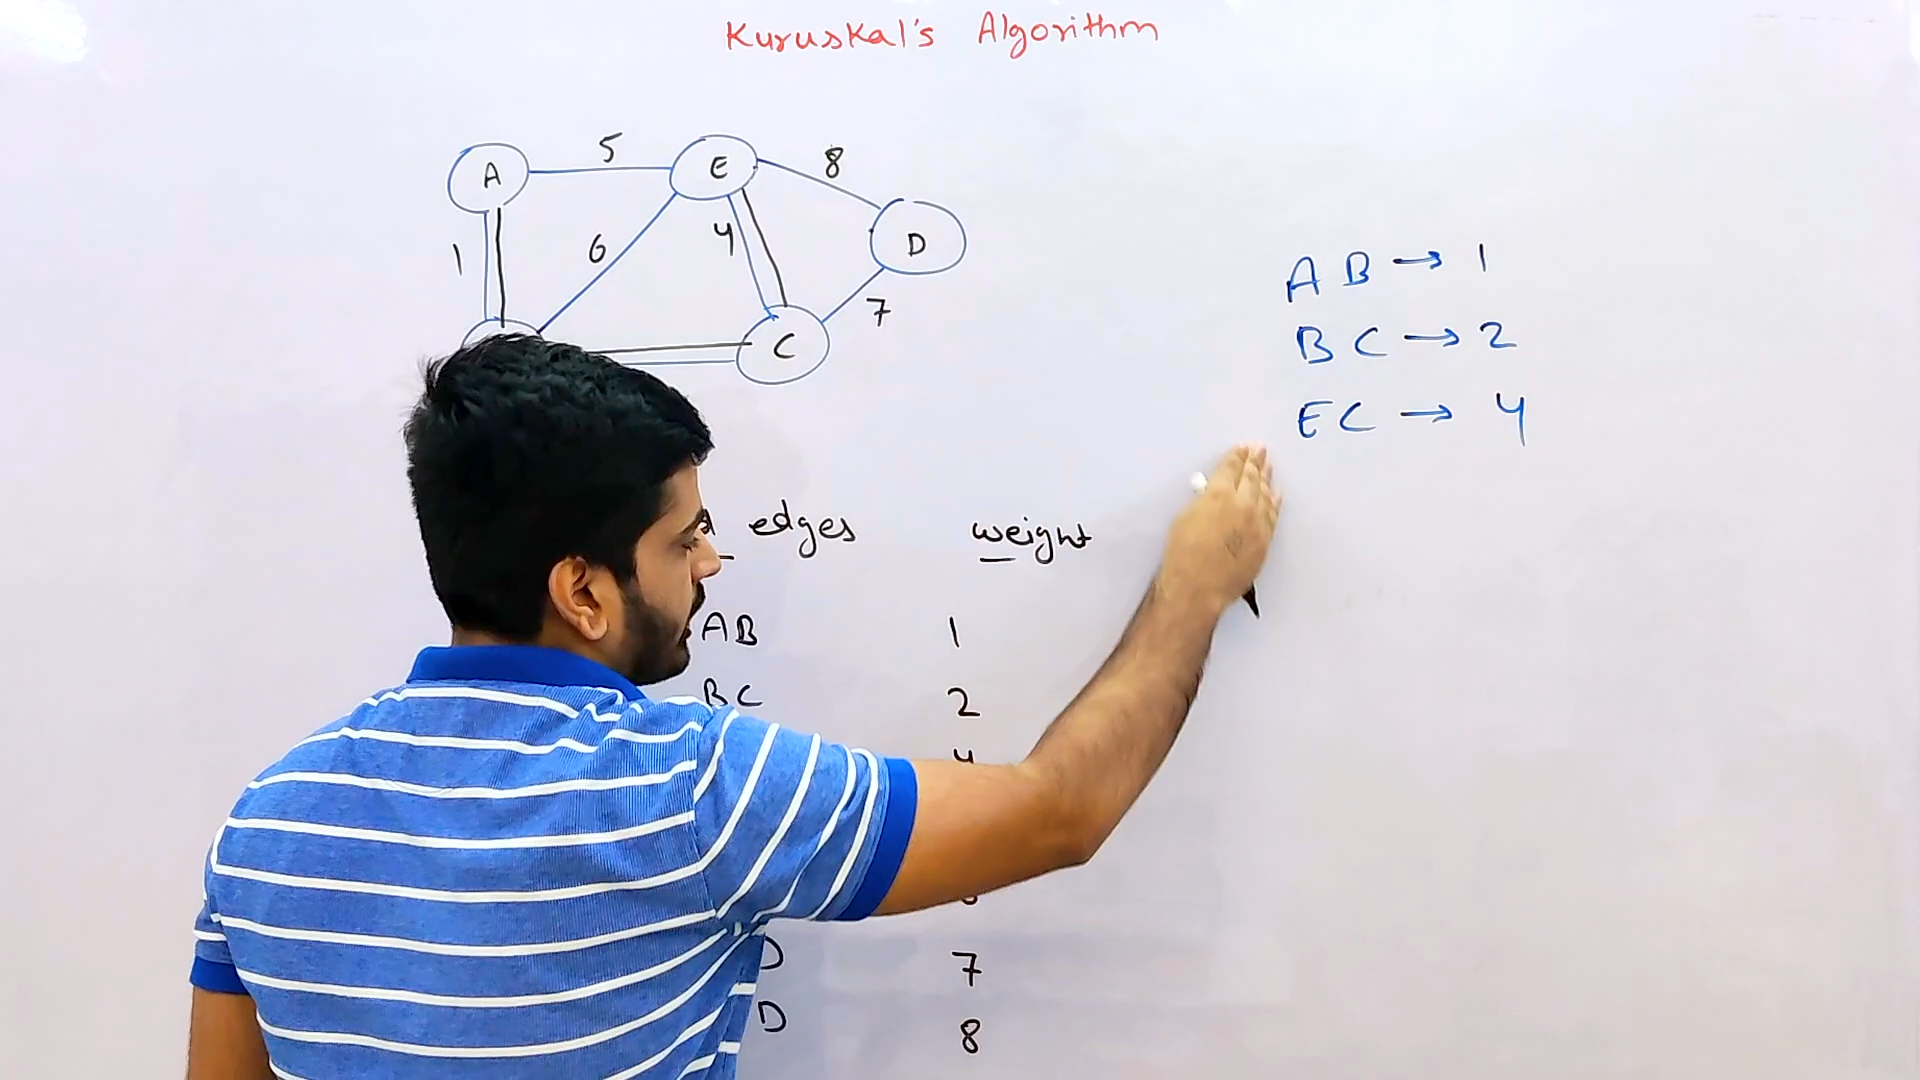 Kuruskal's Algorithm
A 5 E 8 D
1 6 4 7
C
AB → 1
BC → 2
EC → 4
edges weight
AB 1
BC 2
4
D 7
D 8